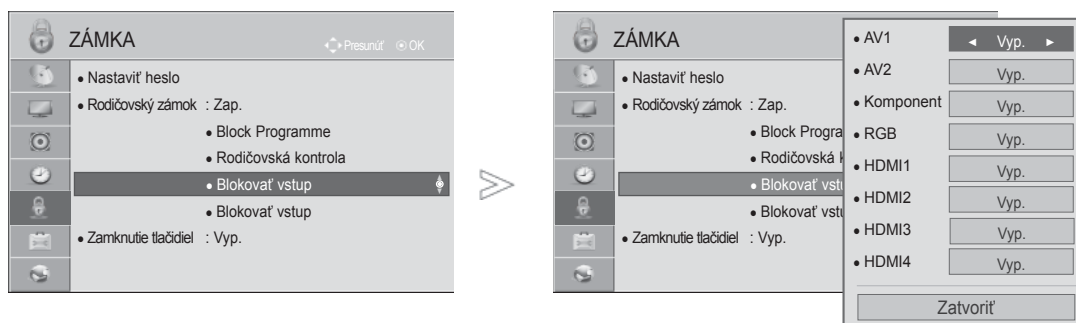 ZÁMKA
Presunúť OK
• Nastaviť heslo
• Rodičovský zámok : Zap.
• Block Programme
• Rodičovská kontrola
• Blokovať vstup
• Blokovať vstup
• Zamknutie tlačidiel : Vyp.
ZÁMKA
• Nastaviť heslo
• Rodičovský zámok : Zap.
• Block Progra
• Rodičovská k
• Blokovať vstu
• Blokovať vstu
• Zamknutie tlačidiel : Vyp.
• AV1 ◄ Vyp. ►
• AV2 Vyp.
• Komponent Vyp.
• RGB Vyp.
• HDMI1 Vyp.
• HDMI2 Vyp.
• HDMI3 Vyp.
• HDMI4 Vyp.
Zatvoriť